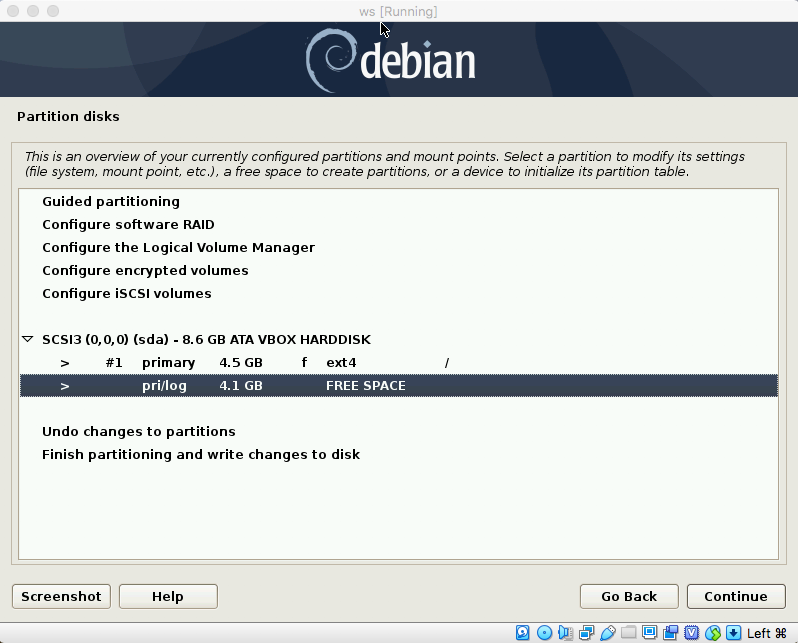 ws [Running]
debian
Partition disks
This is an overview of your currently configured partitions and mount points. Select a partition to modify its settings
(file system, mount point, etc.), a free space to create partitions, or a device to initialize its partition table.
Guided partitioning
Configure software RAID
Configure the Logical Volume Manager
Configure encrypted volumes
Configure iSCSI volumes
SCSI3 (0,0,0) (sda) - 8.6 GB ATA VBOX HARDDISK
> #1 primary 4.5 GB f ext4 /
> pri/log 4.1 GB FREE SPACE
Undo changes to partitions
Finish partitioning and write changes to disk
Screenshot Help Go Back Continue
Left ⌘